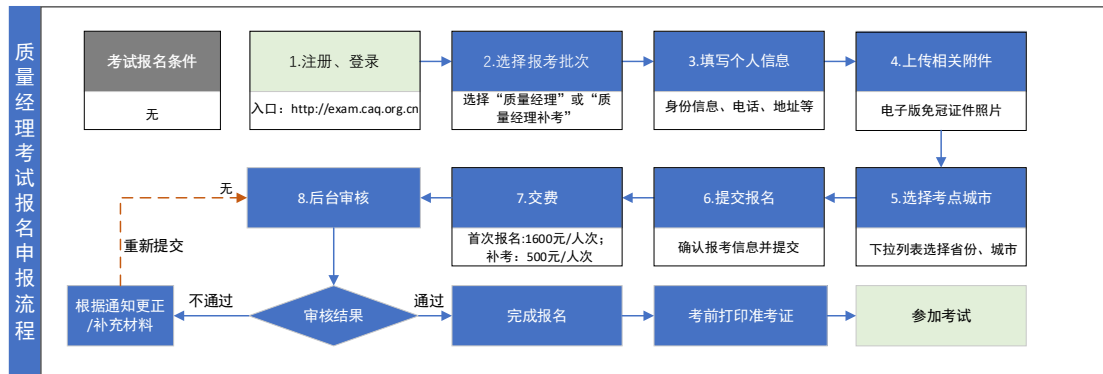 质量经理考试报名申报流程
考试报名条件
无
1.注册、登录
入口：http://exam.caq.org.cn
2.选择报考批次
选择“质量经理”或“质
量经理补考”
3.填写个人信息
身份信息、电话、地址等
4.上传相关附件
电子版免冠证件照片
5.选择考点城市
下拉列表选择省份、城市
6.提交报名
确认报考信息并提交
7.交费
首次报名:1600元/人次；
补考：500元/人次
8.后台审核
无
重新提交
审核结果
不通过
根据通知更正
/补充材料
通过
完成报名
考前打印准考证
参加考试